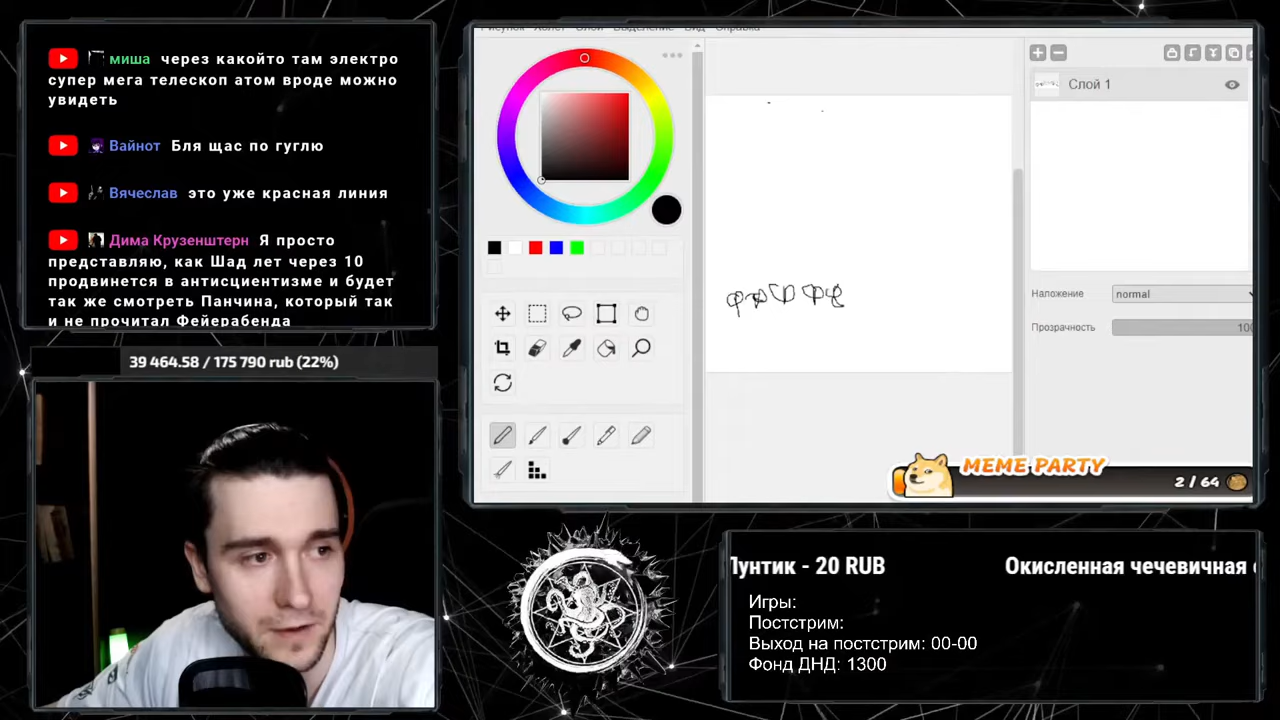 миша через какойто там электро
супер мега телескоп атом вроде можно
увидеть
Вайнот Бля щас по гуглю
Вячеслав это уже красная линия
Дима Крузенштерн Я просто
представляю, как Шад лет через 10
продвинется в антисциентизме и будет
так же смотреть Панчина, который так
и не прочитал Фейерабенда
39 464.58 / 175 790 rub (22%)
Слой 1
Наложение
normal
Прозрачность
100
MEME PARTY
2 / 64
Лунтик - 20 RUB
Окисленная чечевичная
Игры:
Постстрим:
Выход на постстрим: 00-00
Фонд ДНД: 1300